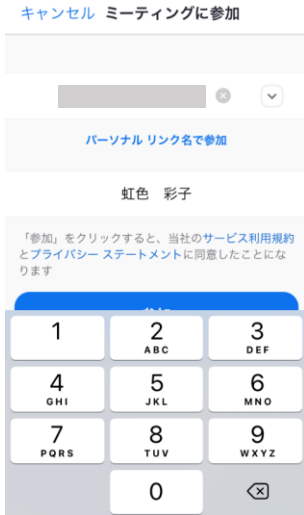 キャンセル ミーティングに参加
パーソナル リンク名で参加
虹色 彩子
「参加」をクリックすると、当社のサービス利用規約
とプライバシー ステートメントに同意したことにな
ります
1 2 3
ABC DEF
4 5 6
GHI JKL MNO
7 8 9
PQRS TUV WXYZ
0